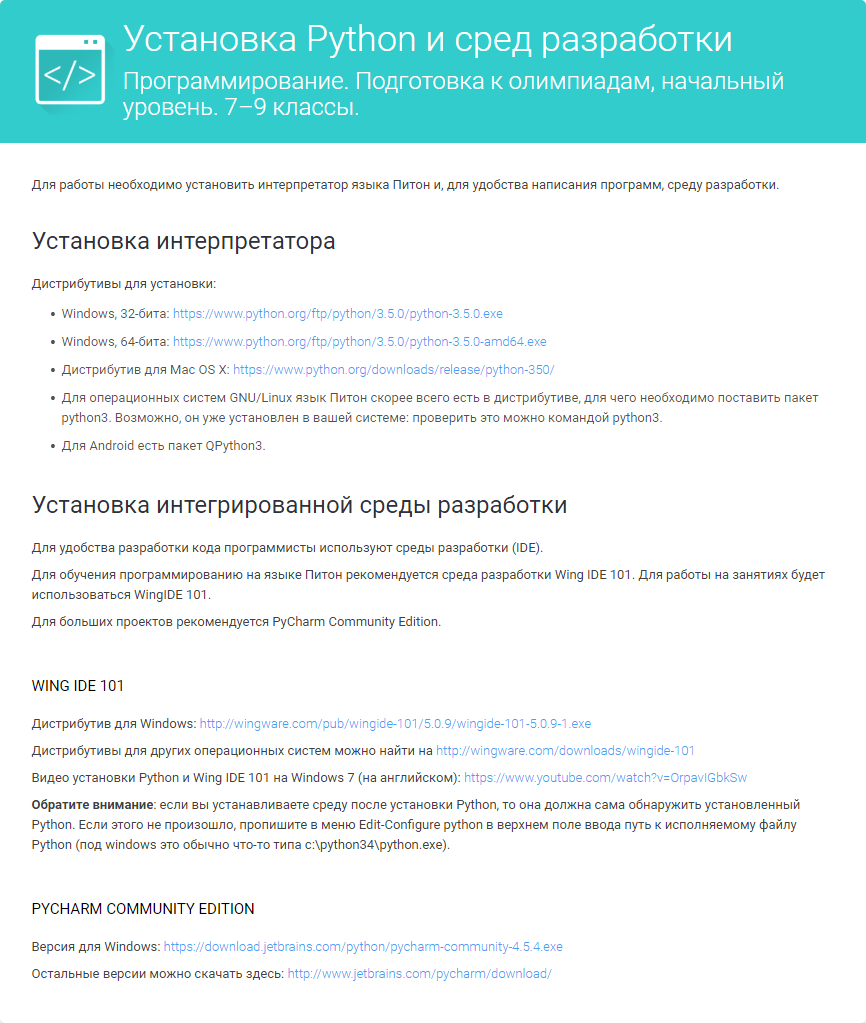 </>
Установка Python и сред разработки
Программирование. Подготовка к олимпиадам, начальный
уровень. 7–9 классы.
Для работы необходимо установить интерпретатор языка Питон и, для удобства написания программ, среду разработки.
Установка интерпретатора
Дистрибутивы для установки:
• Windows, 32-бита: https://www.python.org/ftp/python/3.5.0/python-3.5.0.exe
• Windows, 64-бита: https://www.python.org/ftp/python/3.5.0/python-3.5.0-amd64.exe
• Дистрибутив для Mac OS X: https://www.python.org/downloads/release/python-350/
• Для операционных систем GNU/Linux язык Питон скорее всего есть в дистрибутиве, для чего необходимо поставить пакет
python3. Возможно, он уже установлен в вашей системе: проверить это можно командой python3.
• Для Android есть пакет QPython3.
Установка интегрированной среды разработки
Для удобства разработки кода программисты используют среды разработки (IDE).
Для обучения программированию на языке Питон рекомендуется среда разработки Wing IDE 101. Для работы на занятиях будет
использоваться WingIDE 101.
Для больших проектов рекомендуется PyCharm Community Edition.
WING IDE 101
Дистрибутив для Windows: http://wingware.com/pub/wingide-101/5.0.9/wingide-101-5.0.9-1.exe
Дистрибутивы для других операционных систем можно найти на http://wingware.com/downloads/wingide-101
Видео установки Python и Wing IDE 101 на Windows 7 (на английском): https://www.youtube.com/watch?v=OrpavIGbkSw
Обратите внимание: если вы устанавливаете среду после установки Python, то она должна сама обнаружить установленный
Python. Если этого не произошло, пропишите в меню Edit-Configure python в верхнем поле ввода путь к исполняемому файлу
Python (под windows это обычно что-то типа c:\python34\python.exe).
PYCHARM COMMUNITY EDITION
Версия для Windows: https://download.jetbrains.com/python/pycharm-community-4.5.4.exe
Остальные версии можно скачать здесь: http://www.jetbrains.com/pycharm/download/